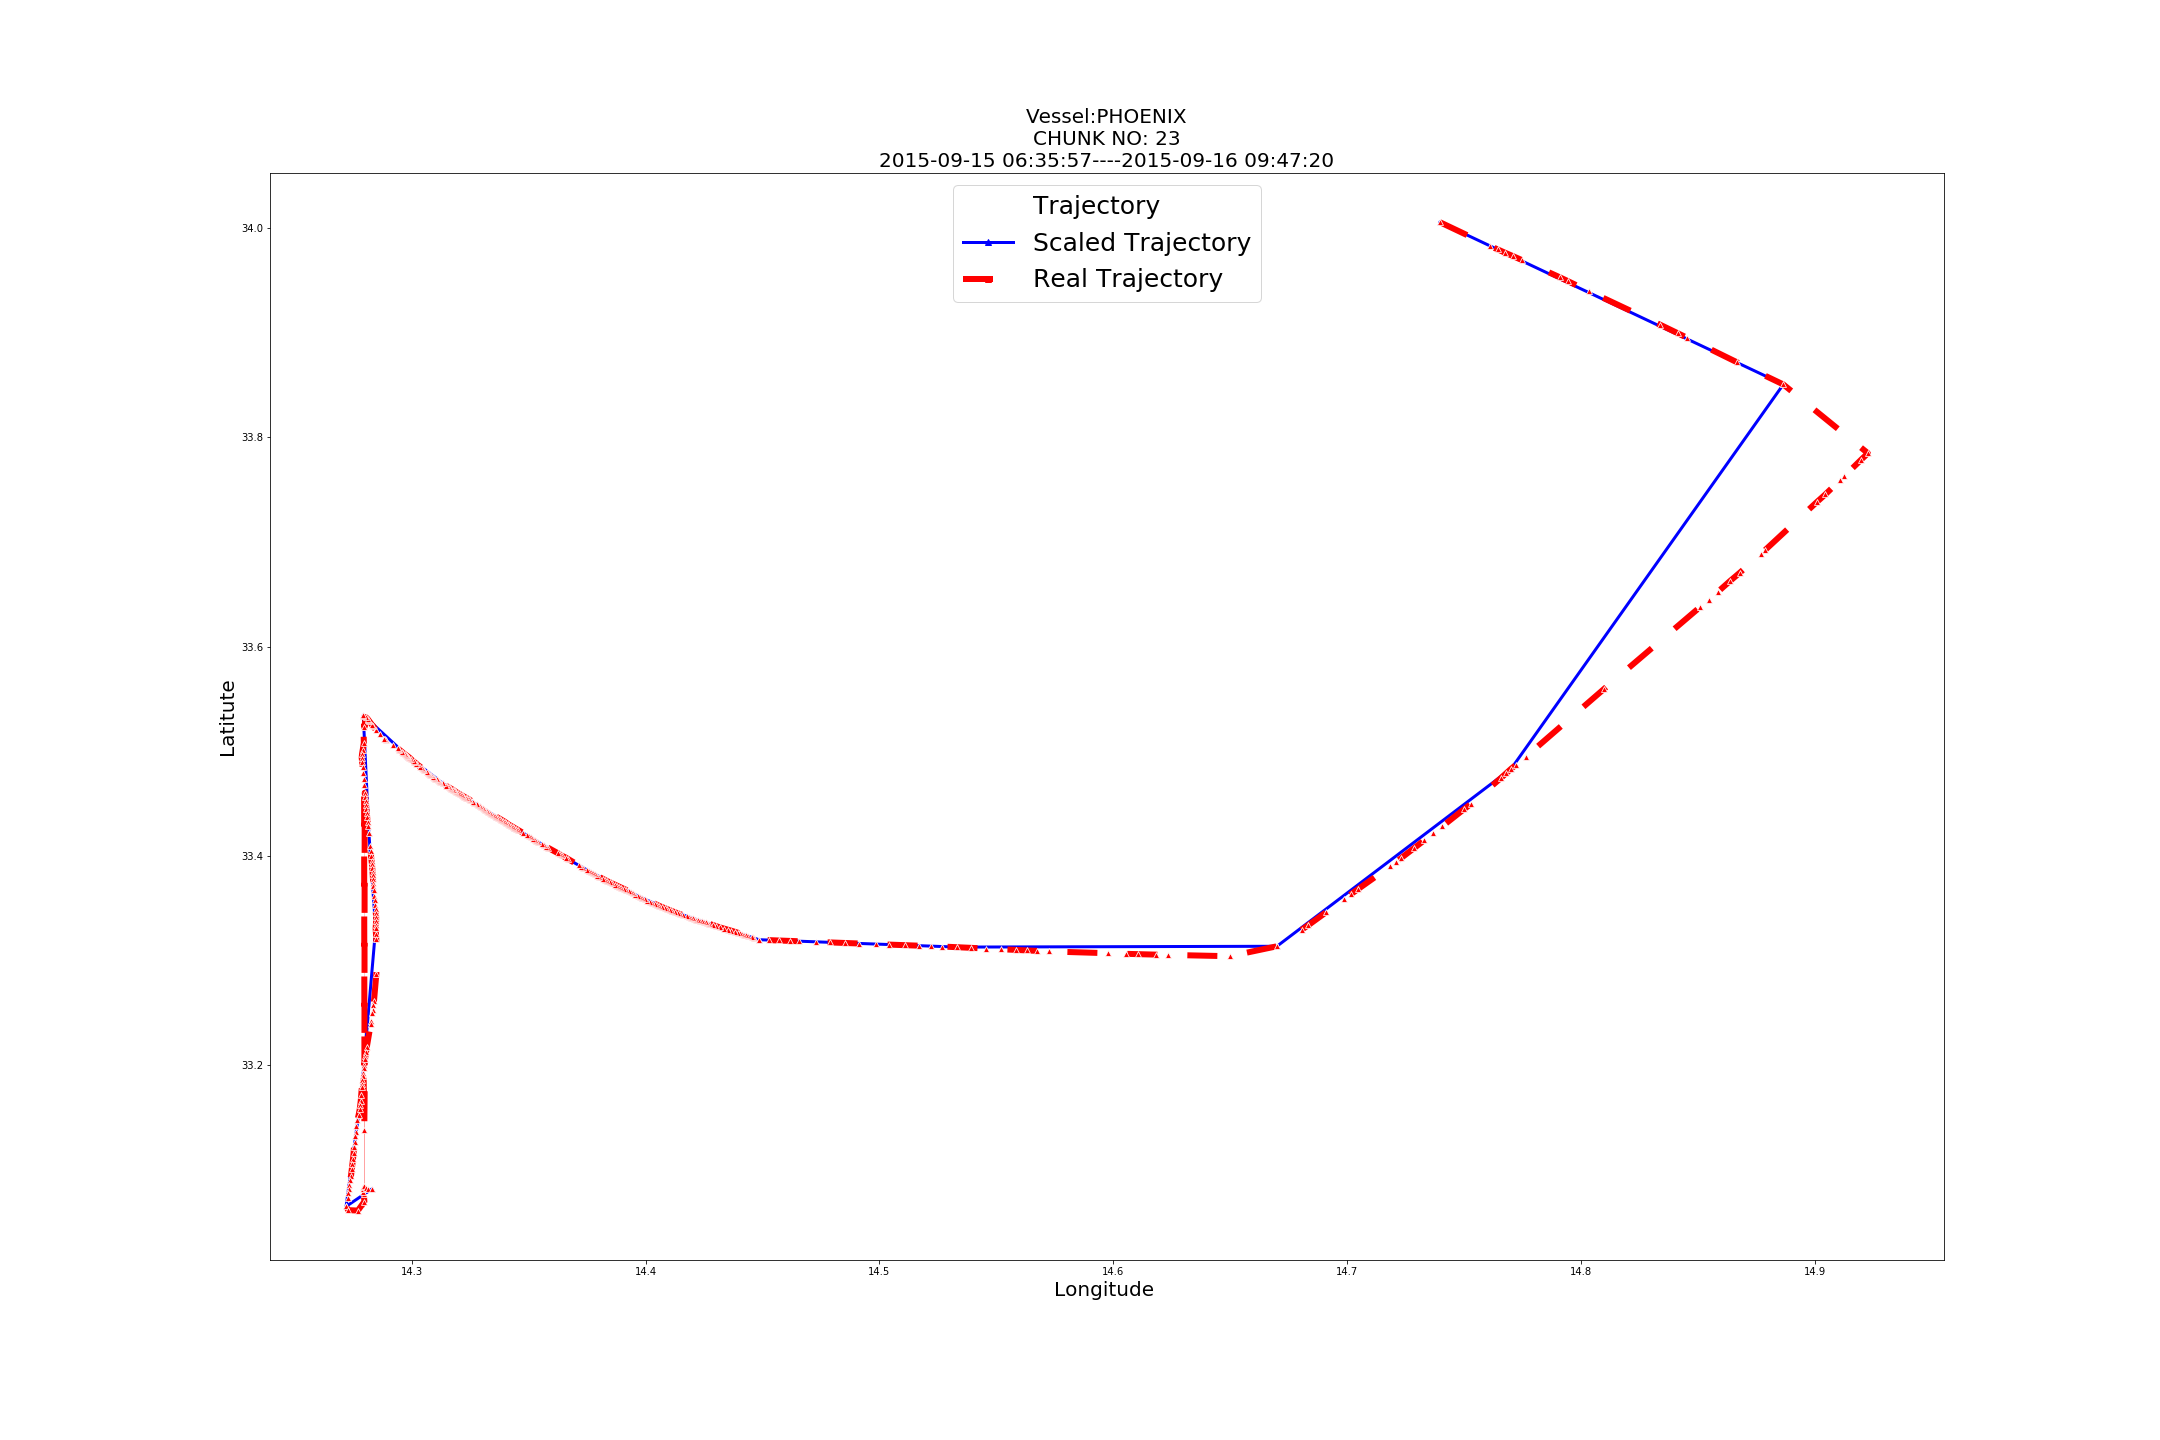 Vessel:PHOENIX
CHUNK NO: 23
2015-09-15 06:35:57----2015-09-16 09:47:20
Trajectory
Scaled Trajectory
Real Trajectory
34.0
33.8
33.6
33.4
33.2
Latitute
14.3 14.4 14.5 14.6 14.7 14.8 14.9
Longitude